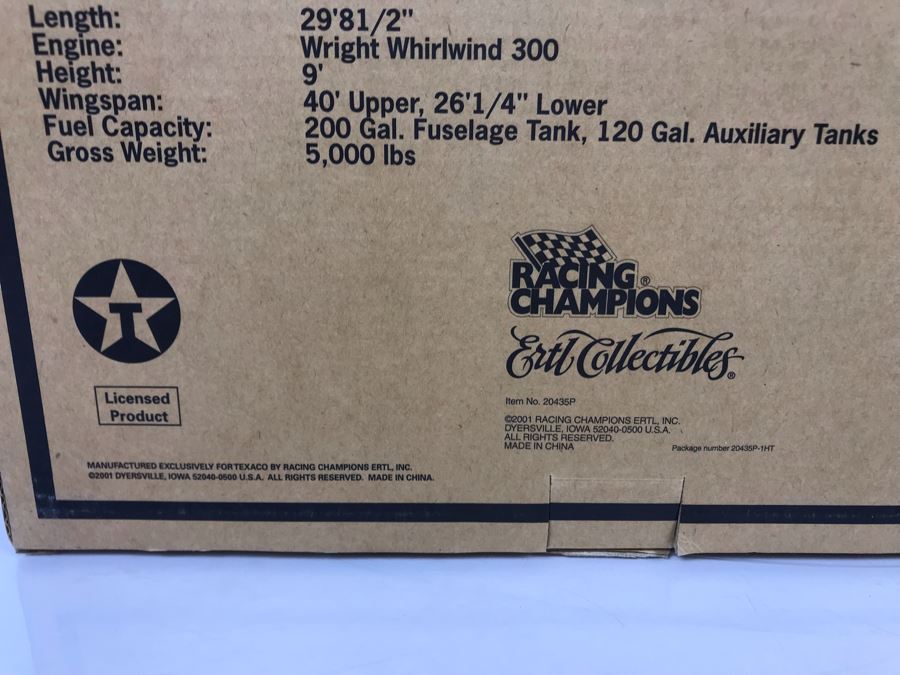 Length: 29'81/2"
Engine: Wright Whirlwind 300
Height: 9'
Wingspan: 40' Upper, 26'1/4" Lower
Fuel Capacity: 200 Gal. Fuselage Tank, 120 Gal. Auxiliary Tanks
Gross Weight: 5,000 lbs
T
Licensed
Product
MANUFACTURED EXCLUSIVELY FOR TEXACO BY RACING CHAMPIONS ERTL, INC.
©2001 DYERSVILLE, IOWA 52040-0500 U.S.A. ALL RIGHTS RESERVED. MADE IN CHINA.
RACING®
CHAMPIONS
Ertl Collectibles®
Item No. 20435P
©2001 RACING CHAMPIONS ERTL, INC.
DYERSVILLE, IOWA 52040-0500 U.S.A.
ALL RIGHTS RESERVED.
MADE IN CHINA
Package number 20435P-1HT